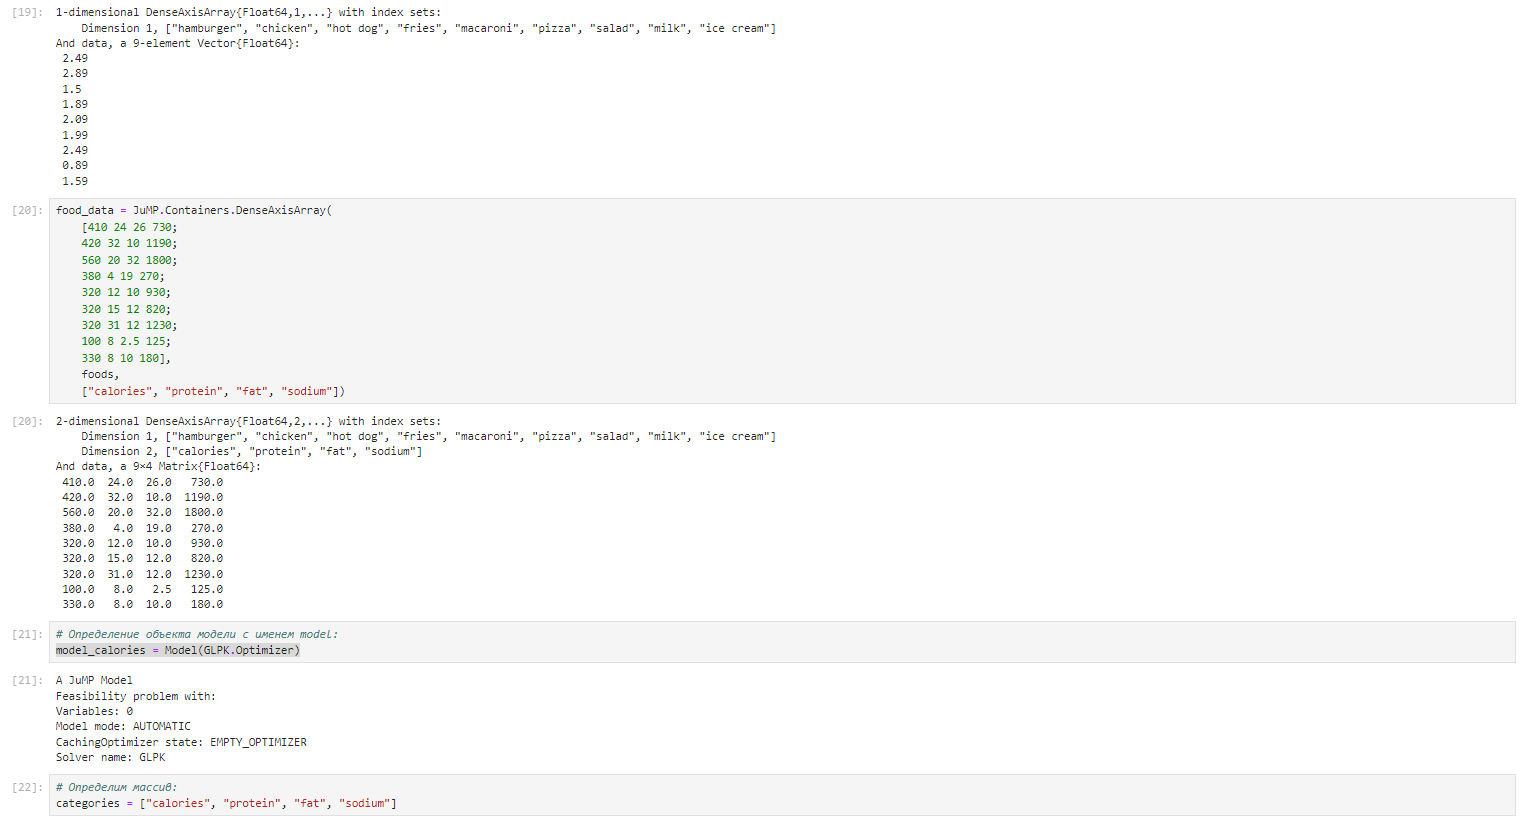 [19]: 1-dimensional DenseAxisArray{Float64,1,...} with index sets:
Dimension 1, ["hamburger", "chicken", "hot dog", "fries", "macaroni", "pizza", "salad", "milk", "ice cream"]
And data, a 9-element Vector{Float64}:
2.49
2.89
1.5
1.89
2.09
1.99
2.49
0.89
1.59
[20]: food_data = JuMP.Containers.DenseAxisArray(
[410 24 26 730;
420 32 10 1190;
560 20 32 1800;
380 4 19 270;
320 12 10 930;
320 15 12 820;
320 31 12 1230;
100 8 2.5 125;
330 8 10 180],
foods,
["calories", "protein", "fat", "sodium"])
[20]: 2-dimensional DenseAxisArray{Float64,2,...} with index sets:
Dimension 1, ["hamburger", "chicken", "hot dog", "fries", "macaroni", "pizza", "salad", "milk", "ice cream"]
Dimension 2, ["calories", "protein", "fat", "sodium"]
And data, a 9×4 Matrix{Float64}:
410.0 24.0 26.0 730.0
420.0 32.0 10.0 1190.0
560.0 20.0 32.0 1800.0
380.0 4.0 19.0 270.0
320.0 12.0 10.0 930.0
320.0 15.0 12.0 820.0
320.0 31.0 12.0 1230.0
100.0 8.0 2.5 125.0
330.0 8.0 10.0 180.0
[21]: # Определение объекта модели с именем model:
model_calories = Model(GLPK.Optimizer)
[21]: A JuMP Model
Feasibility problem with:
Variables: 0
Model mode: AUTOMATIC
CachingOptimizer state: EMPTY_OPTIMIZER
Solver name: GLPK
[22]: # Определим массив:
categories = ["calories", "protein", "fat", "sodium"]